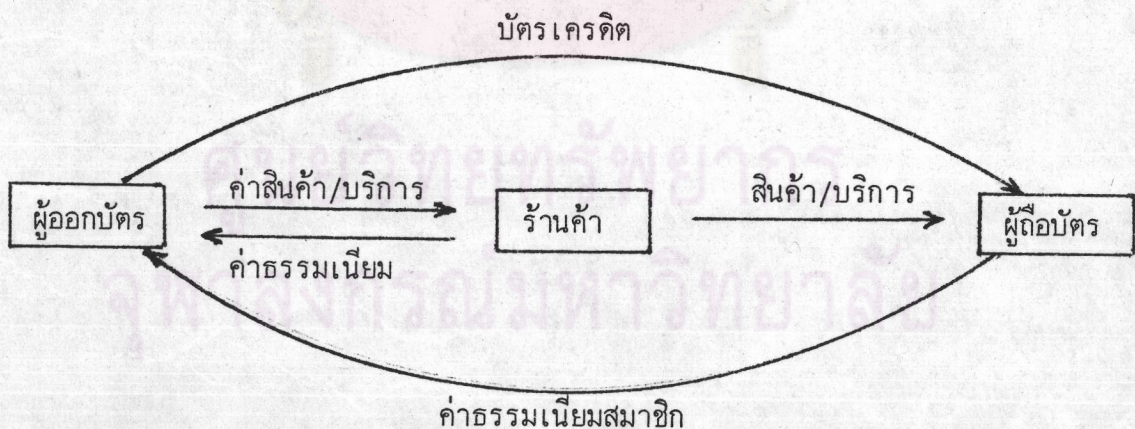 บัตรเครดิต
ค่าสินค้า/บริการ
สินค้า/บริการ
ผู้ออกบัตร
ร้านค้า
ผู้ถือบัตร
ค่าธรรมเนียม
ค่าธรรมเนียมสมาชิก
ศูนย์วิทยทรัพยากร
จุฬาลงกรณ์มหาวิทยาลัย